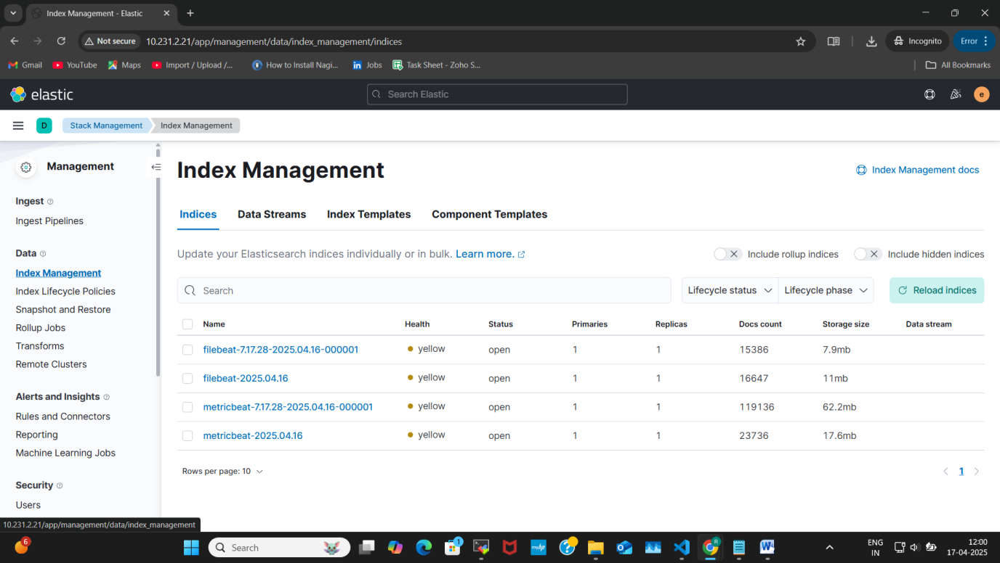 Index Management - Elastic
Not secure 10.231.2.21/app/management/data/index_management/indices Incognito Error
Gmail YouTube Maps Import / Upload /... How to Install Nagi... Jobs Task Sheet - Zoho S... All Bookmarks
elastic Search Elastic e
D Stack Management Index Management
Management
Ingest
Ingest Pipelines
Data
Index Management
Index Lifecycle Policies
Snapshot and Restore
Rollup Jobs
Transforms
Remote Clusters
Alerts and Insights
Rules and Connectors
Reporting
Machine Learning Jobs
Security
Users
10.231.2.21/app/management/data/index_management
Index Management
Index Management docs
Indices Data Streams Index Templates Component Templates
Update your Elasticsearch indices individually or in bulk. Learn more. Include rollup indices Include hidden indices
Search Lifecycle status Lifecycle phase Reload indices
Name Health Status Primaries Replicas Docs count Storage size Data stream
filebeat-7.17.28-2025.04.16-000001 yellow open 1 1 15386 7.9mb
filebeat-2025.04.16 yellow open 1 1 16647 11mb
metricbeat-7.17.28-2025.04.16-000001 yellow open 1 1 119136 62.2mb
metricbeat-2025.04.16 yellow open 1 1 23736 17.6mb
Rows per page: 10 1
6 Search 1 myhp ENG 12:00
IN 17-04-2025